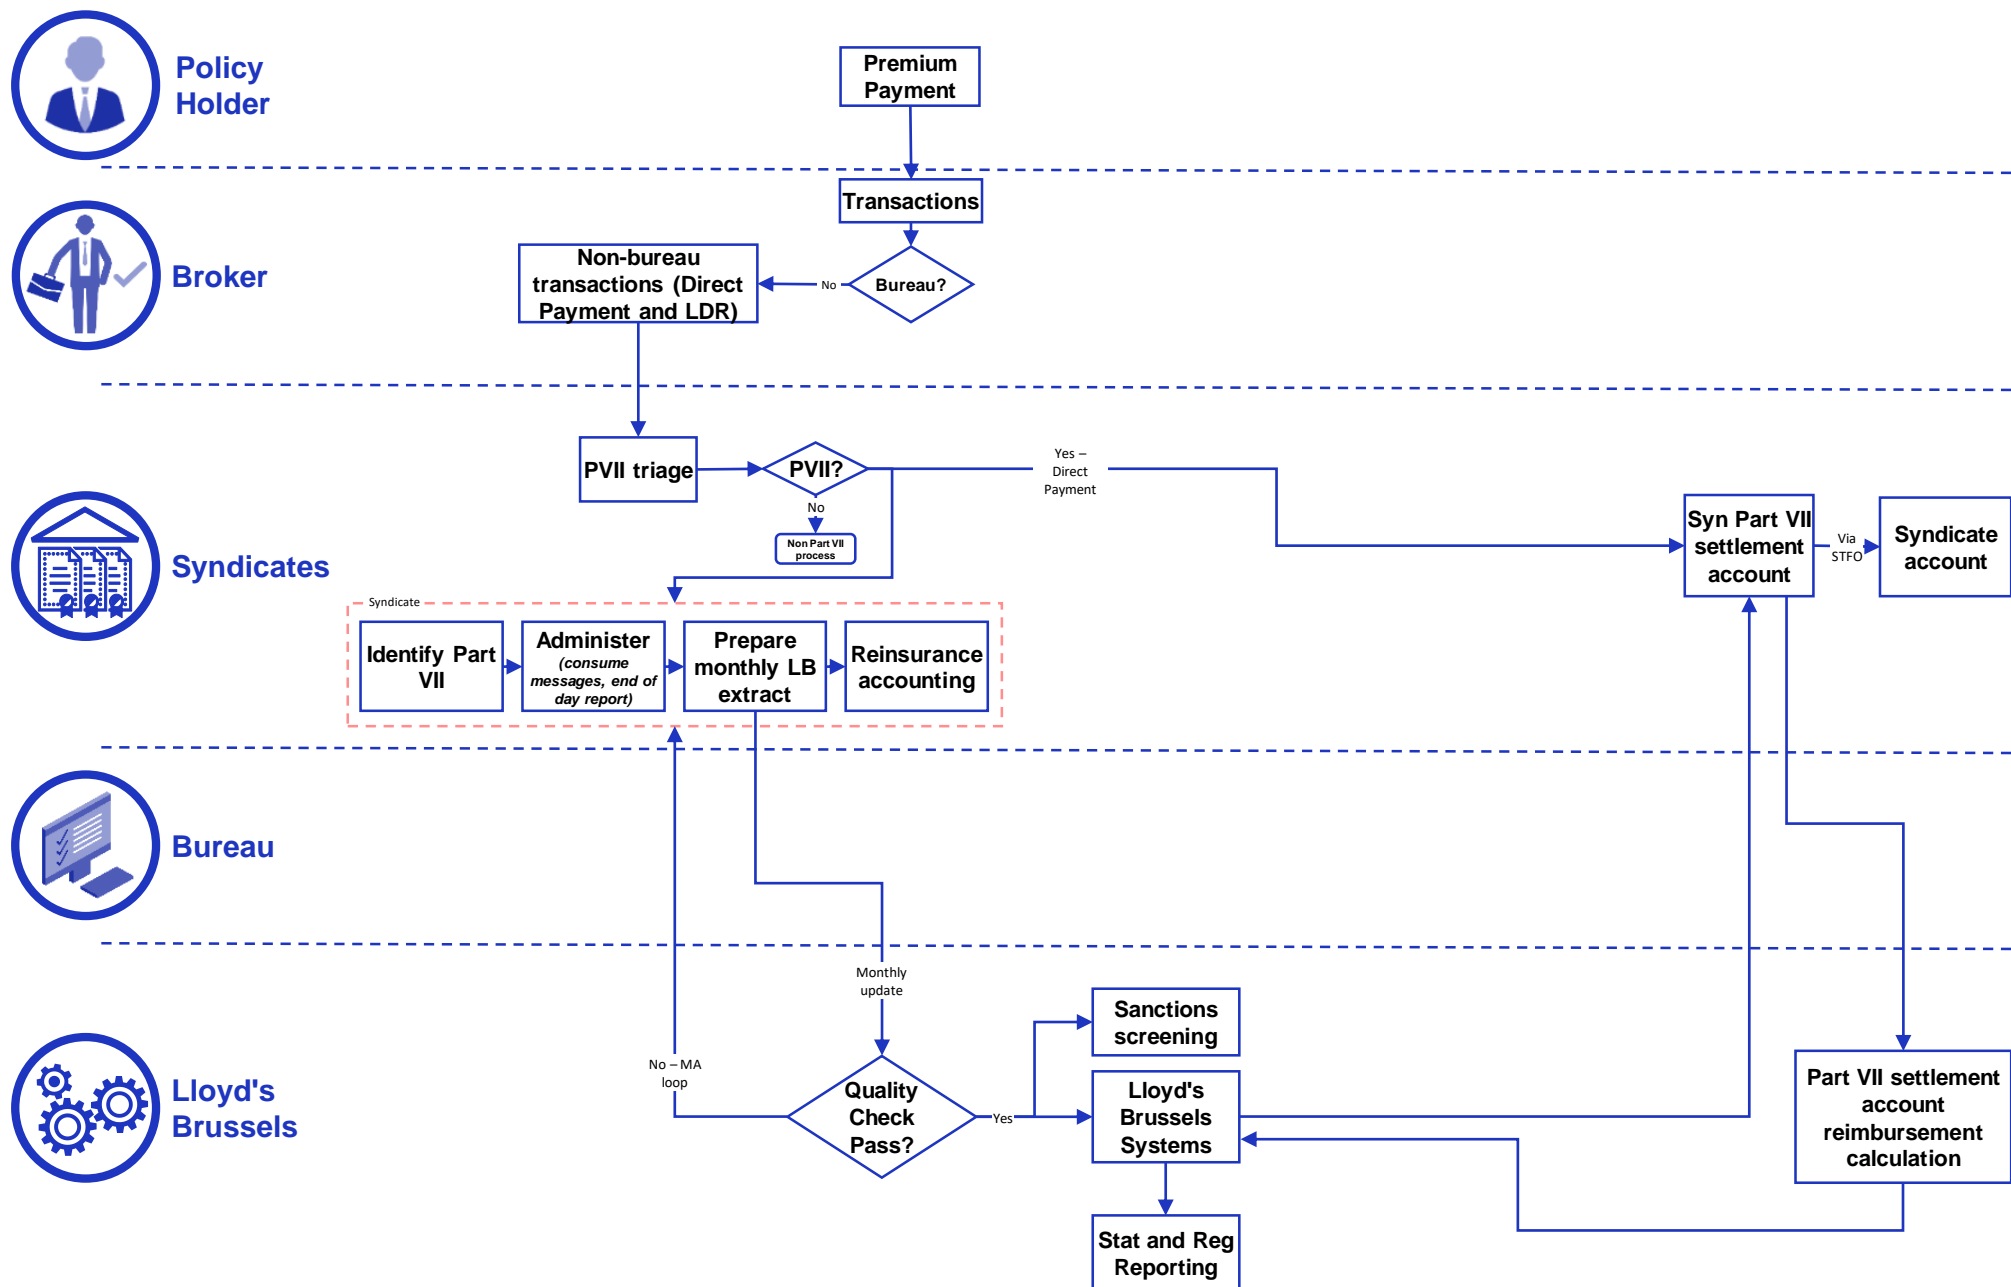 Policy
Holder
Premium
Payment
Transactions
Broker
Non-bureau
transactions (Direct
Payment and LDR)
No
Bureau?
Syndicates
PVII triage
PVII?
No
Non Part VII
process
Yes –
Direct
Payment
Syn Part VII
settlement
account
Via
STFO
Syndicate
account
Syndicate
Identify Part
VII
Administer
(consume
messages, end of
day report)
Prepare
monthly LB
extract
Reinsurance
accounting
Bureau
Lloyd's
Brussels
Monthly
update
No – MA
loop
Quality
Check
Pass?
Yes
Sanctions
screening
Lloyd's
Brussels
Systems
Stat and Reg
Reporting
Part VII settlement
account
reimbursement
calculation